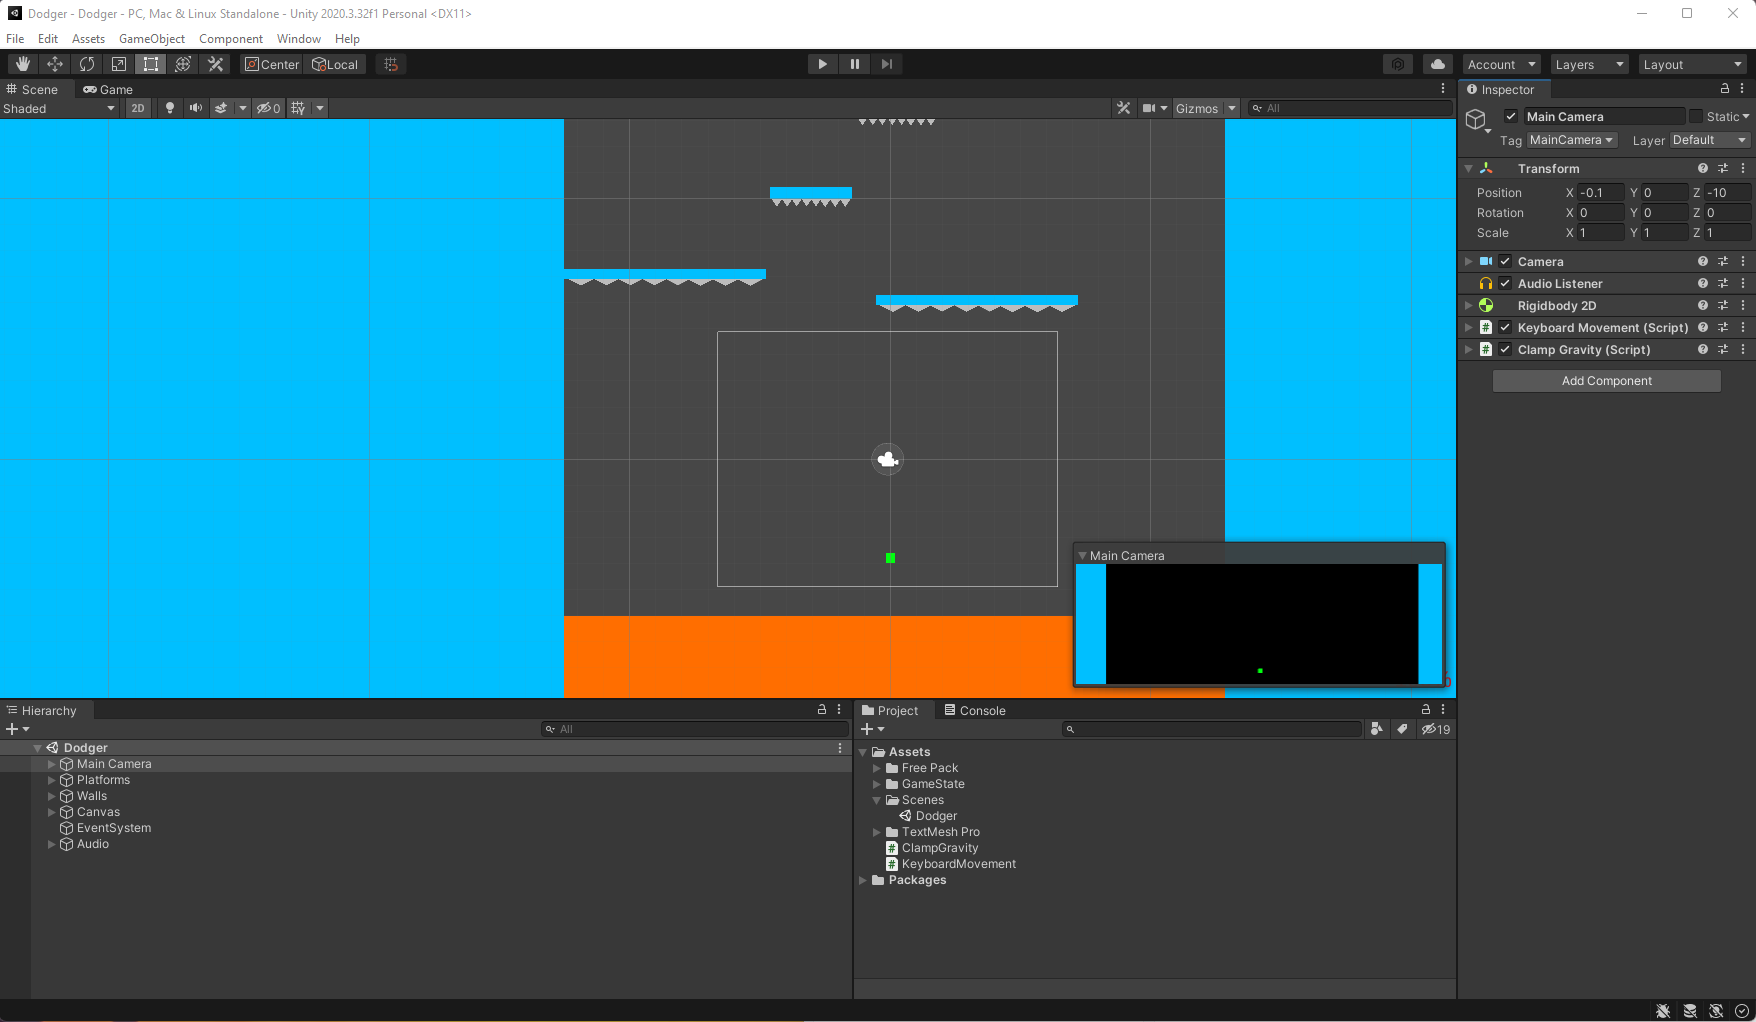 Dodger - Dodger - PC, Mac & Linux Standalone - Unity 2020.3.32f1 Personal <DX11>
File Edit Assets GameObject Component Window Help
Center Local Account Layers Layout
Scene Game
Shaded 2D 0 Gizmos All
Inspector
Main Camera Static
Tag MainCamera Layer Default
Transform
Position X -0.1 Y 0 Z -10
Rotation X 0 Y 0 Z 0
Scale X 1 Y 1 Z 1
Camera
Audio Listener
Rigidbody 2D
# Keyboard Movement (Script)
# Clamp Gravity (Script)
Add Component
Main Camera
Hierarchy
All
Dodger
Main Camera
Platforms
Walls
Canvas
EventSystem
Audio
Project Console
19
Assets
Free Pack
GameState
Scenes
Dodger
TextMesh Pro
# ClampGravity
# KeyboardMovement
Packages